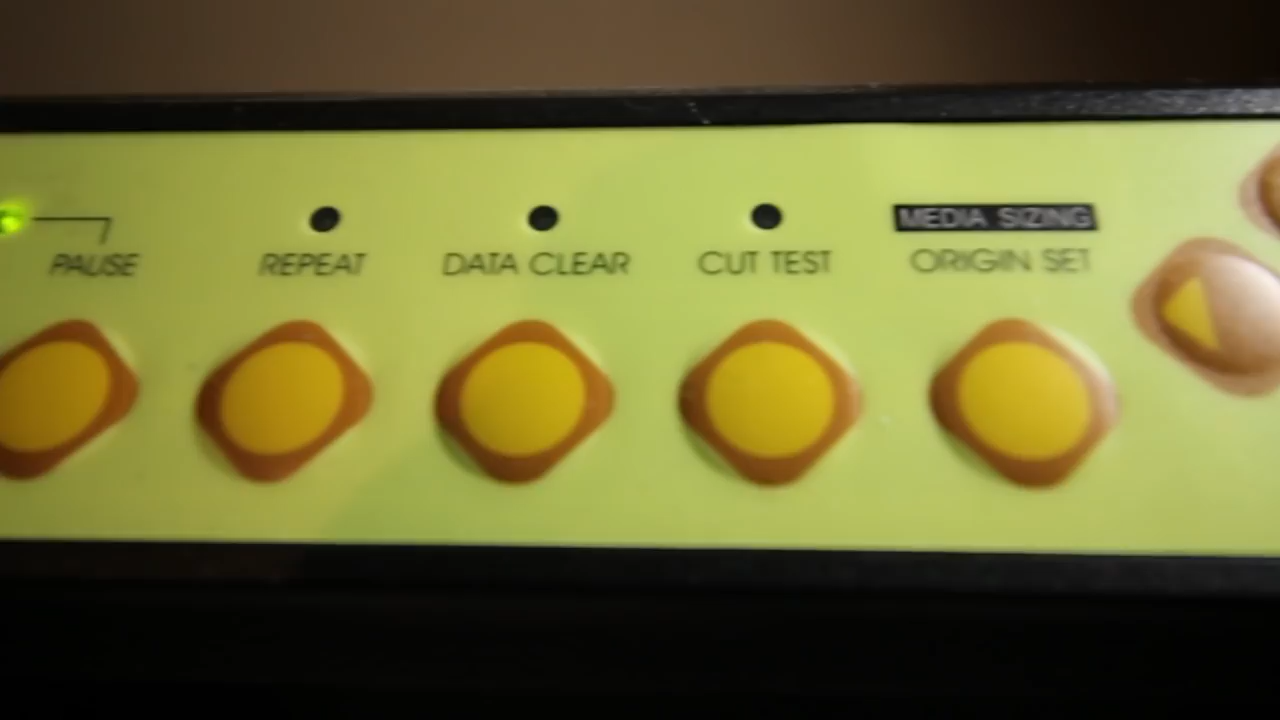 PAUSE
REPEAT
DATA CLEAR
CUT TEST
MEDIA SIZING
ORIGIN SET